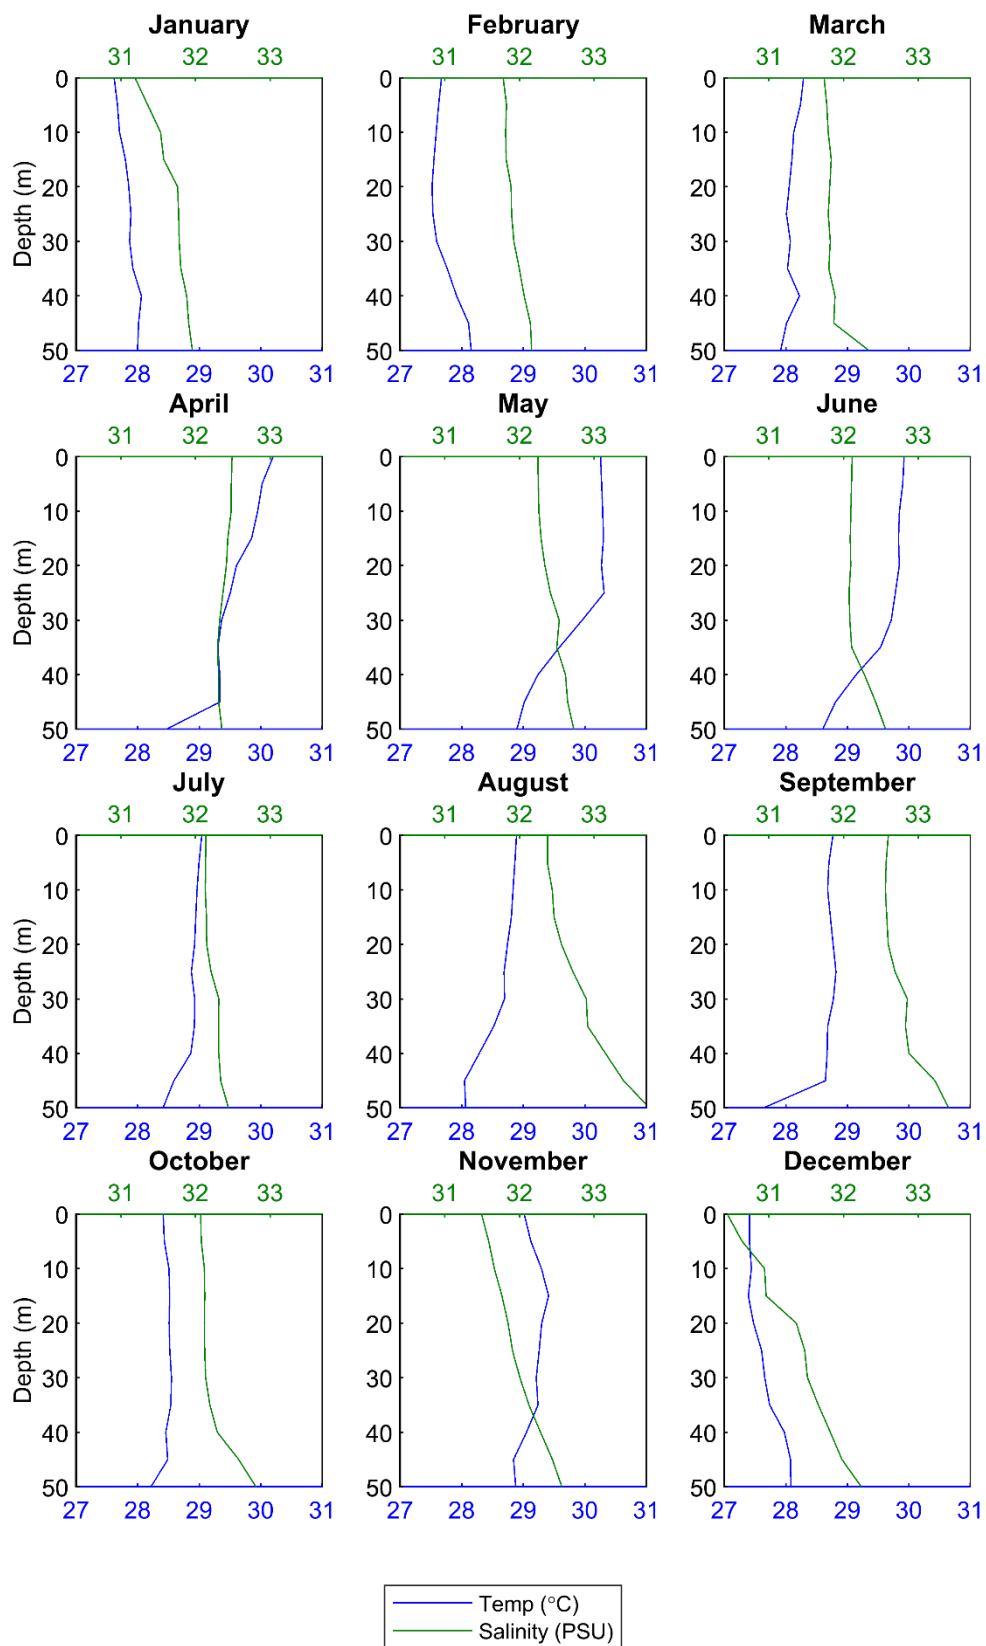 January February March
31 32 33 31 32 33 31 32 33
0 0 0
10 10 10
20 20 20
30 30 30
40 40 40
50 50 50
Depth (m)
27 28 29 30 31 27 28 29 30 31 27 28 29 30 31
April May June
31 32 33 31 32 33 31 32 33
0 0 0
10 10 10
20 20 20
30 30 30
40 40 40
50 50 50
Depth (m)
27 28 29 30 31 27 28 29 30 31 27 28 29 30 31
July August September
31 32 33 31 32 33 31 32 33
0 0 0
10 10 10
20 20 20
30 30 30
40 40 40
50 50 50
Depth (m)
27 28 29 30 31 27 28 29 30 31 27 28 29 30 31
October November December
31 32 33 31 32 33 31 32 33
0 0 0
10 10 10
20 20 20
30 30 30
40 40 40
50 50 50
Depth (m)
27 28 29 30 31 27 28 29 30 31 27 28 29 30 31
Temp (°C)
Salinity (PSU)